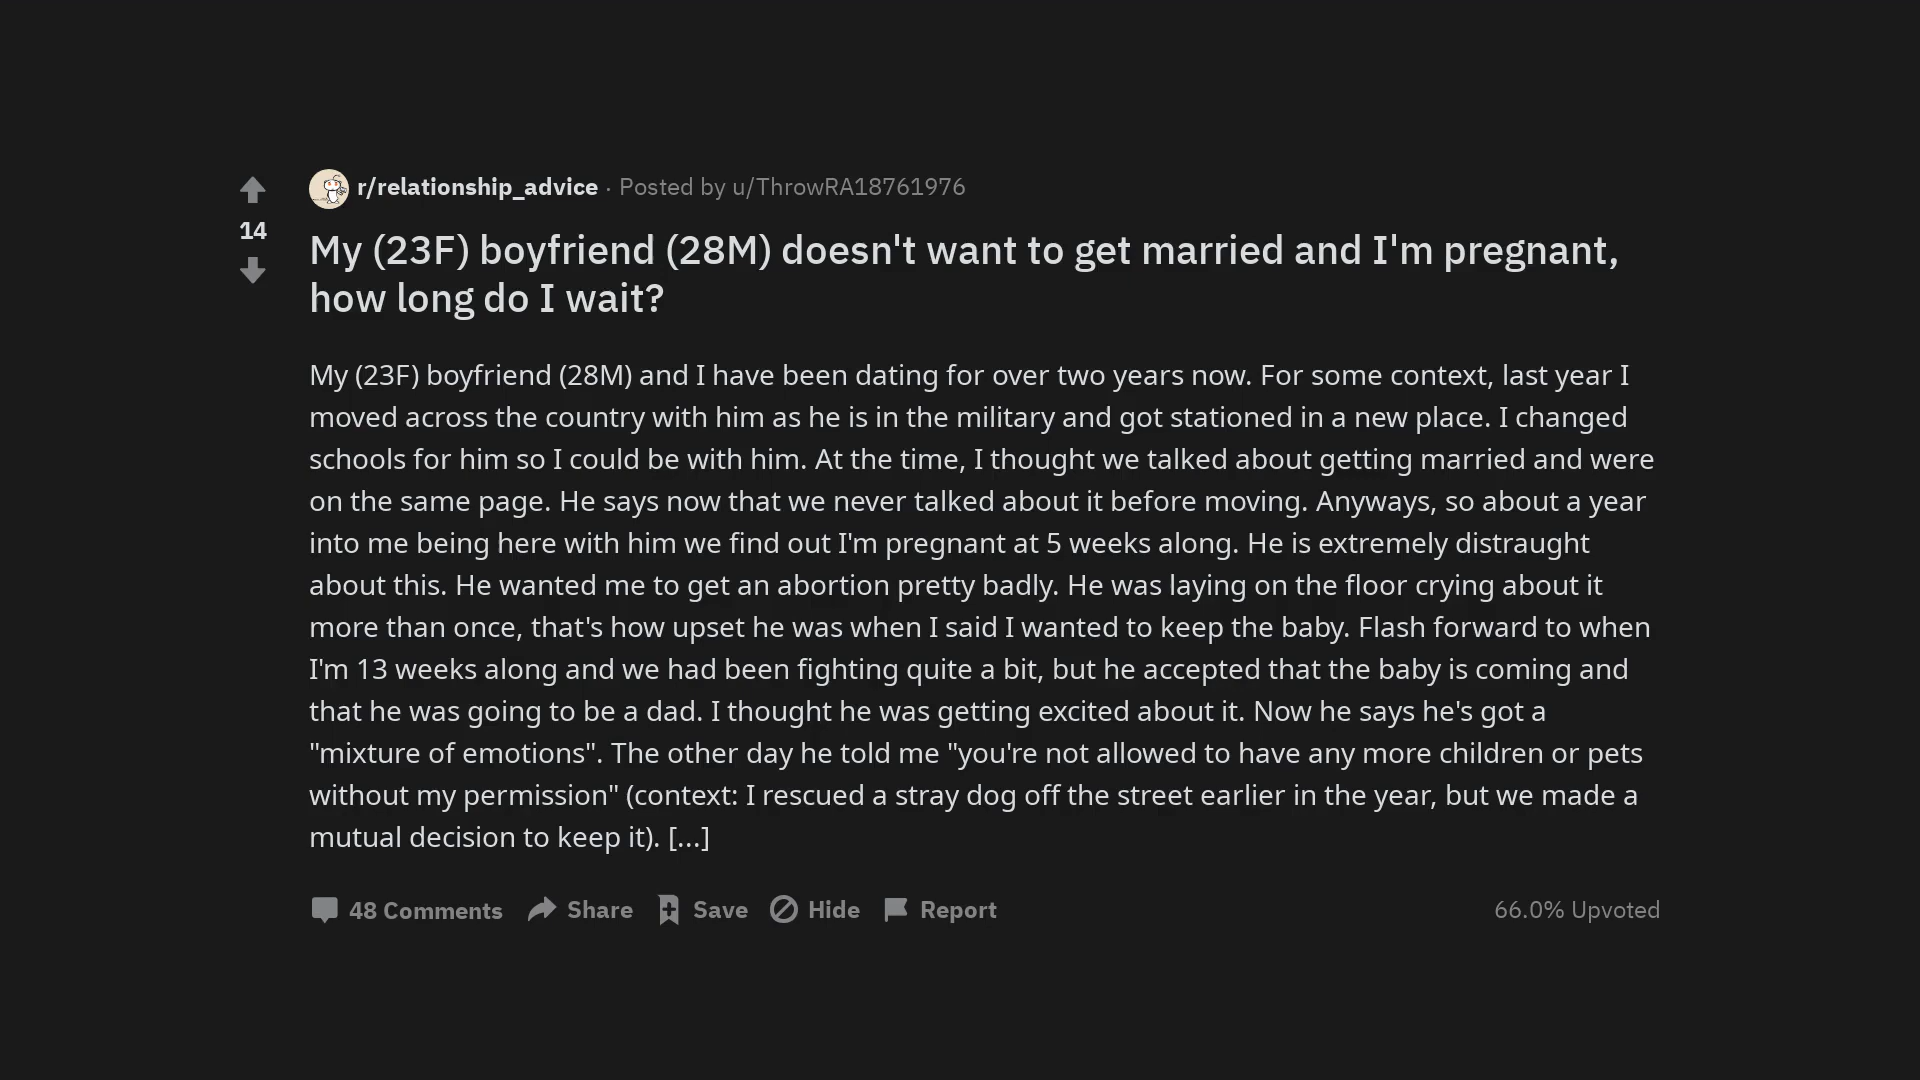 r/relationship_advice · Posted by u/ThrowRA18761976
14
My (23F) boyfriend (28M) doesn't want to get married and I'm pregnant,
how long do I wait?
My (23F) boyfriend (28M) and I have been dating for over two years now. For some context, last year I
moved across the country with him as he is in the military and got stationed in a new place. I changed
schools for him so I could be with him. At the time, I thought we talked about getting married and were
on the same page. He says now that we never talked about it before moving. Anyways, so about a year
into me being here with him we find out I'm pregnant at 5 weeks along. He is extremely distraught
about this. He wanted me to get an abortion pretty badly. He was laying on the floor crying about it
more than once, that's how upset he was when I said I wanted to keep the baby. Flash forward to when
I'm 13 weeks along and we had been fighting quite a bit, but he accepted that the baby is coming and
that he was going to be a dad. I thought he was getting excited about it. Now he says he's got a
"mixture of emotions". The other day he told me "you're not allowed to have any more children or pets
without my permission" (context: I rescued a stray dog off the street earlier in the year, but we made a
mutual decision to keep it). [...]
48 Comments Share Save Hide Report 66.0% Upvoted